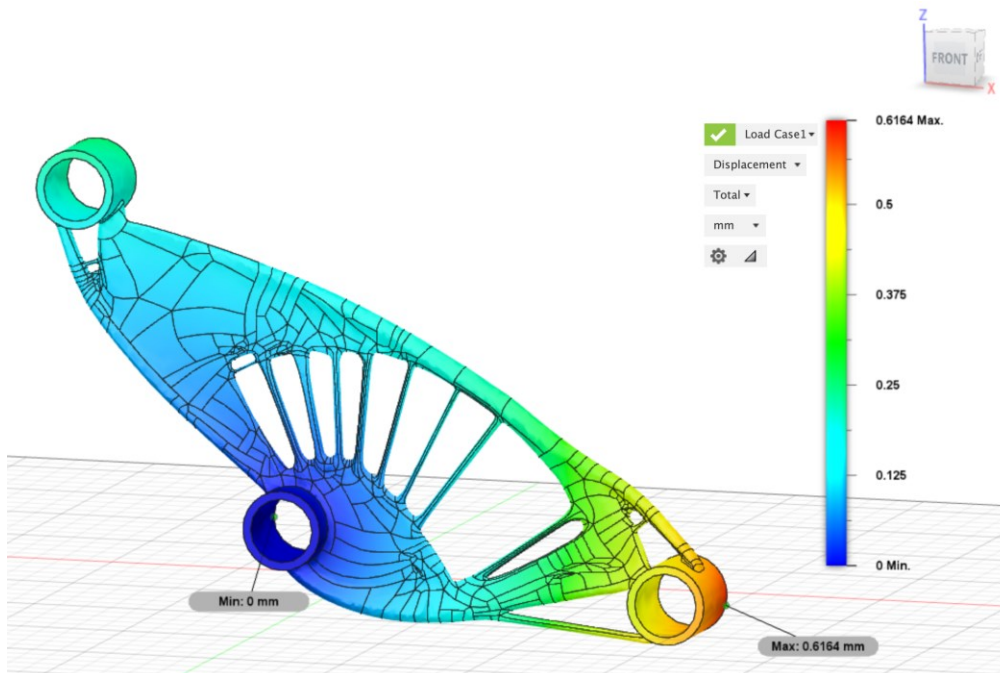 Z
FRONT
X
Load Case1
0.6164 Max.
Displacement
Total
0.5
mm
0.375
0.25
0.125
0 Min.
Min: 0 mm
Max: 0.6164 mm